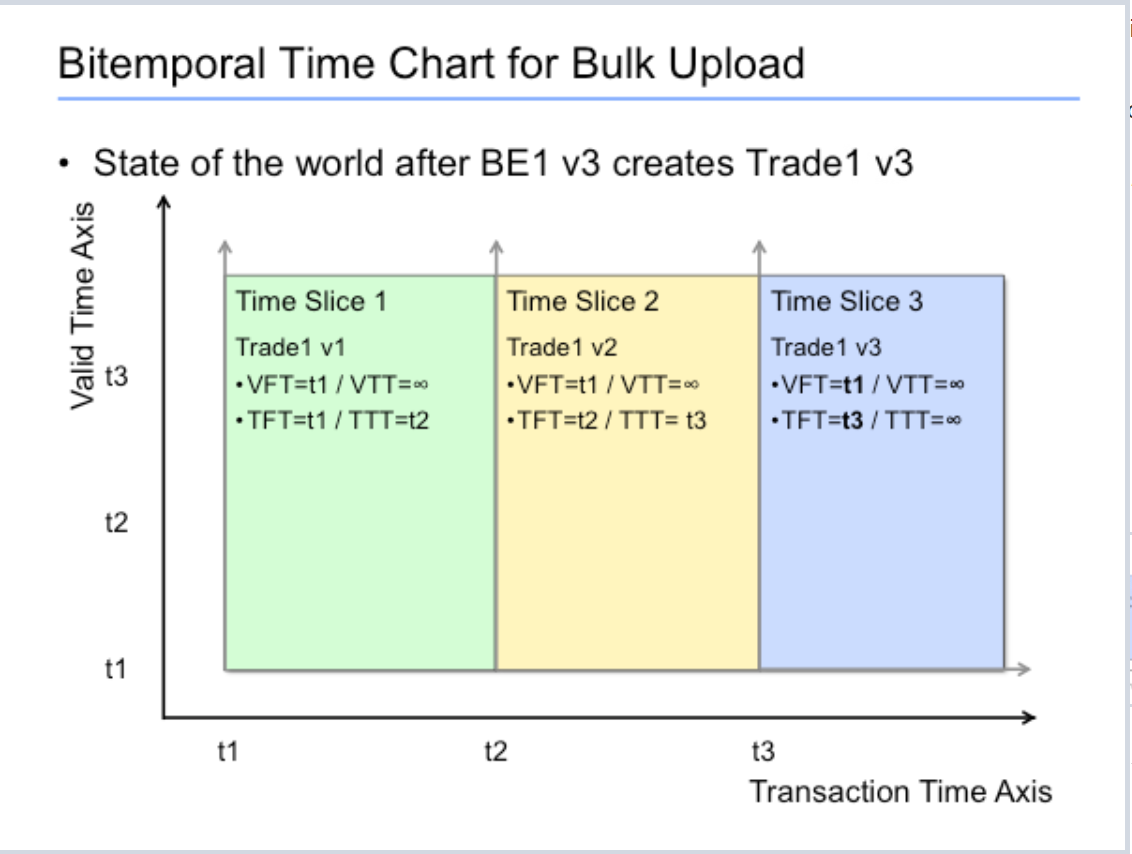 Bitemporal Time Chart for Bulk Upload
• State of the world after BE1 v3 creates Trade1 v3
Valid Time Axis
Time Slice 1
Trade1 v1
•VFT=t1 / VTT=∞
•TFT=t1 / TTT=t2
Time Slice 2
Trade1 v2
•VFT=t1 / VTT=∞
•TFT=t2 / TTT= t3
Time Slice 3
Trade1 v3
•VFT=t1 / VTT=∞
•TFT=t3 / TTT=∞
t3
t2
t1
t1
t2
t3
Transaction Time Axis